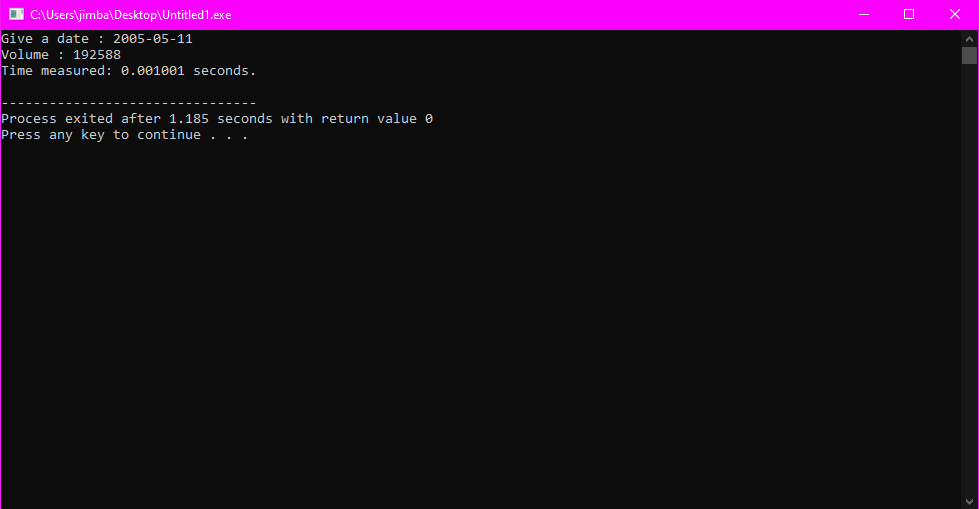 C:\Users\jimba\Desktop\Untitled1.exe
Give a date : 2005-05-11
Volume : 192588
Time measured: 0.001001 seconds.
--------------------------------
Process exited after 1.185 seconds with return value 0
Press any key to continue . . .